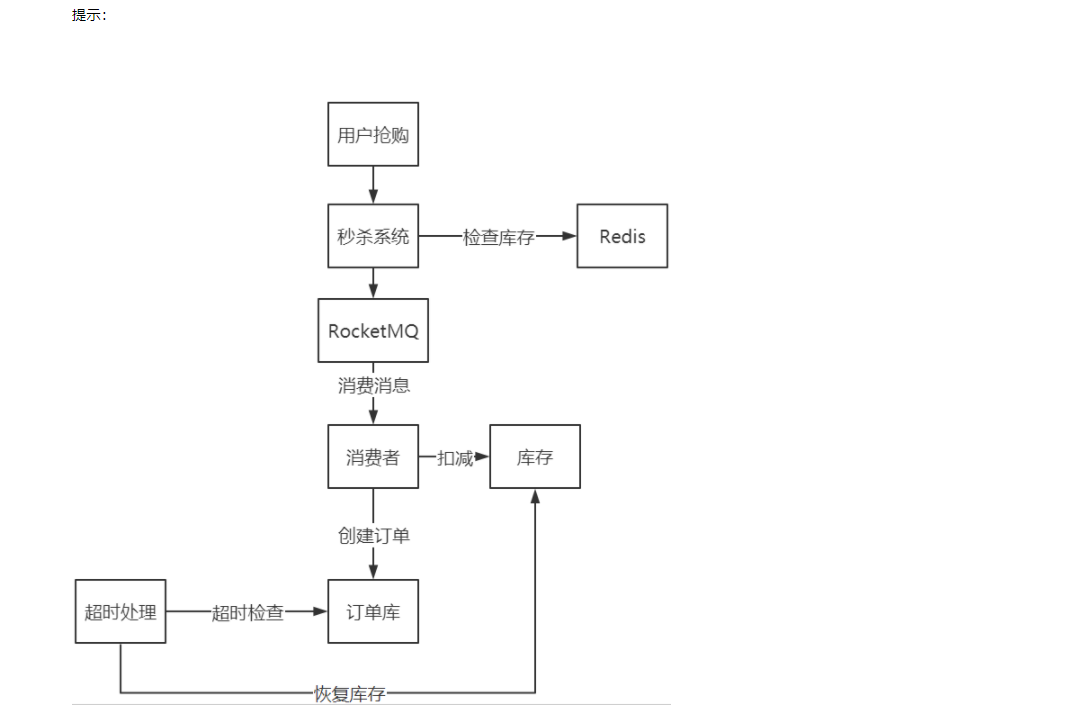 提示：
用户抢购
秒杀系统
检查库存
Redis
RocketMQ
消费消息
消费者
扣减
库存
创建订单
超时处理
超时检查
订单库
恢复库存